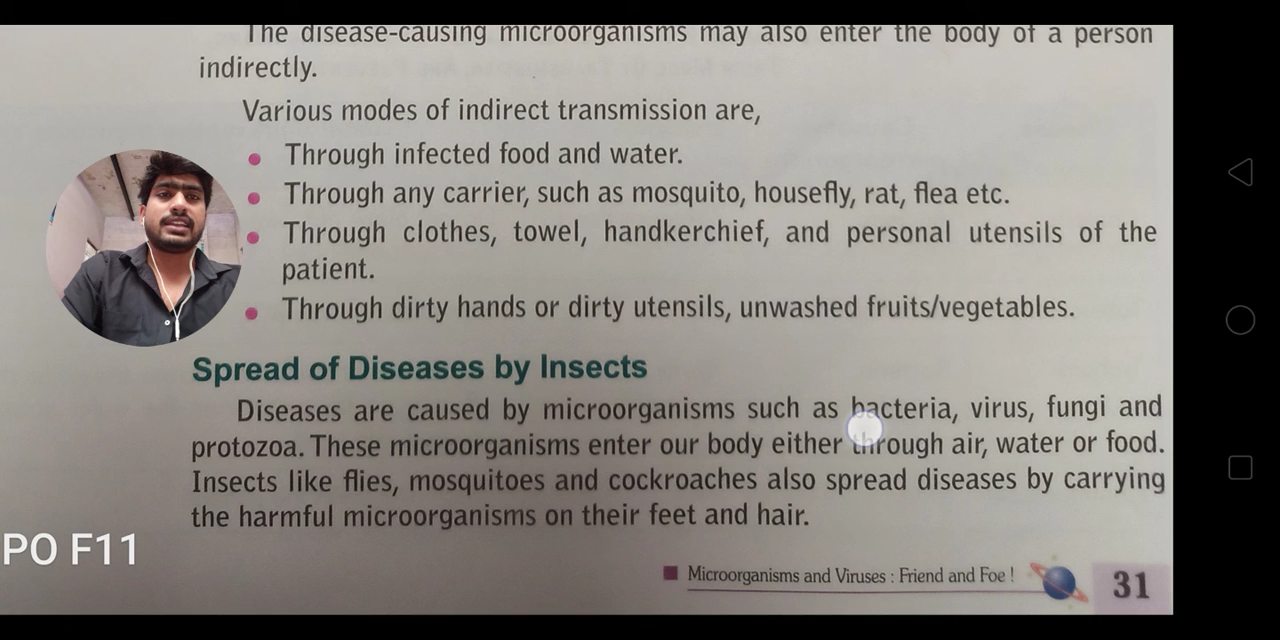 The disease-causing microorganisms may also enter the body of a person
indirectly.
Various modes of indirect transmission are,
Through infected food and water.
Through any carrier, such as mosquito, housefly, rat, flea etc.
Through clothes, towel, handkerchief, and personal utensils of the
patient.
Through dirty hands or dirty utensils, unwashed fruits/vegetables.
Spread of Diseases by Insects
Diseases are caused by microorganisms such as bacteria, virus, fungi and
protozoa. These microorganisms enter our body either through air, water or food.
Insects like flies, mosquitoes and cockroaches also spread diseases by carrying
the harmful microorganisms on their feet and hair.
PO F11
Microorganisms and Viruses : Friend and Foe !
31